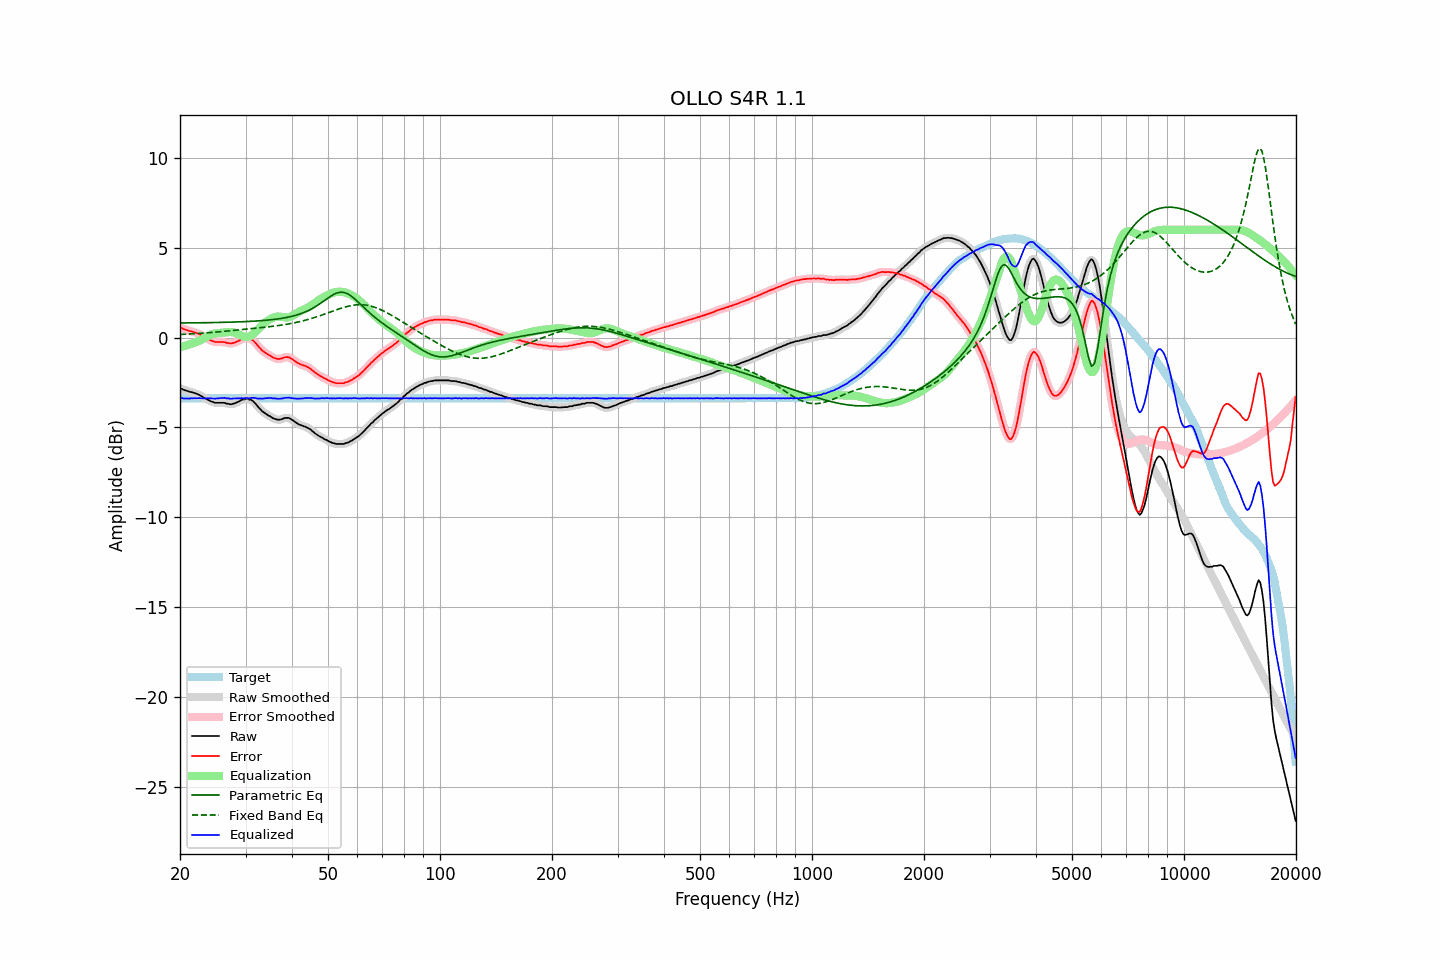 OLLO S4R 1.1
Amplitude (dBr)
10
5
0
−5
−10
−15
−20
−25
Target
Raw Smoothed
Error Smoothed
Raw
Error
Equalization
Parametric Eq
Fixed Band Eq
Equalized
20 50 100 200 500 1000 2000 5000 10000 20000
Frequency (Hz)